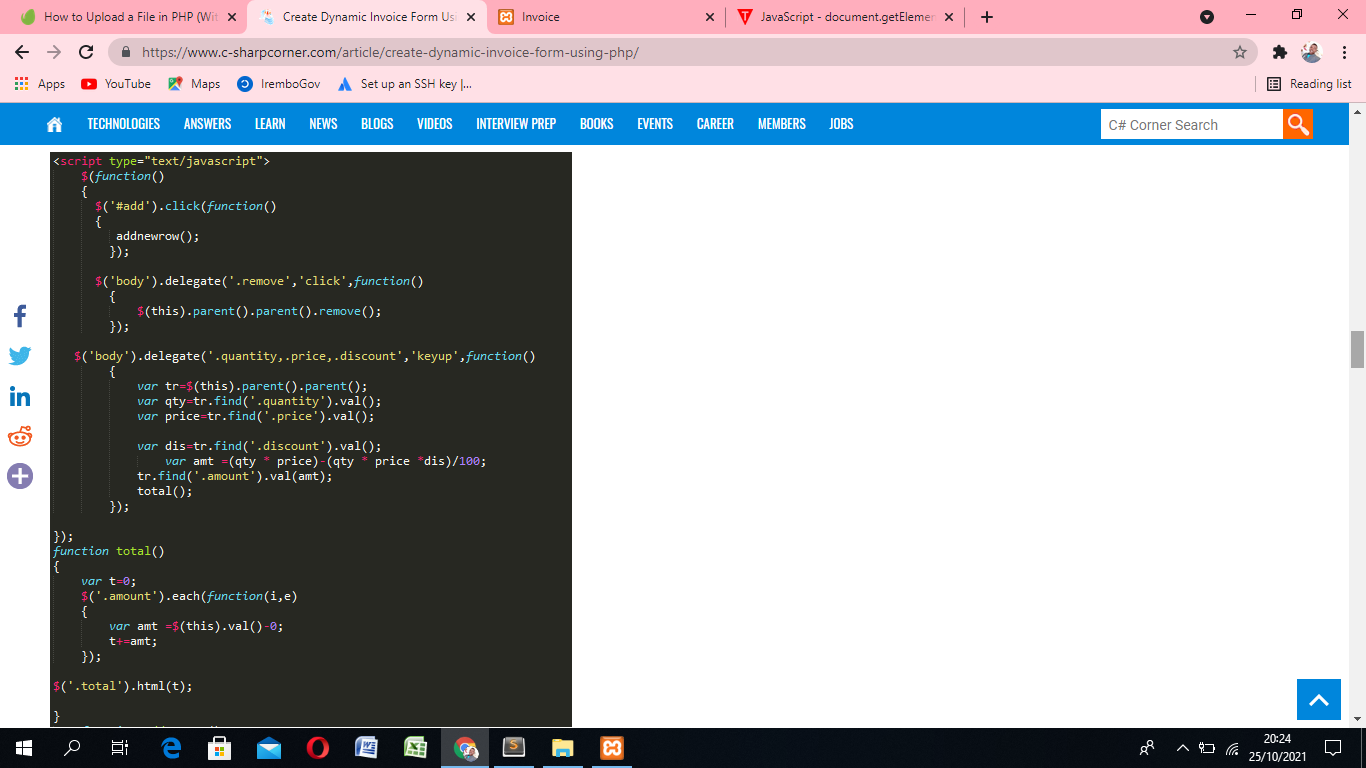 How to Upload a File in PHP (Wit
Create Dynamic Invoice Form Usi
Invoice
JavaScript - document.getElemen
https://www.c-sharpcorner.com/article/create-dynamic-invoice-form-using-php/
Apps
YouTube
Maps
IremboGov
Set up an SSH key |...
Reading list
TECHNOLOGIES
ANSWERS
LEARN
NEWS
BLOGS
VIDEOS
INTERVIEW PREP
BOOKS
EVENTS
CAREER
MEMBERS
JOBS
C# Corner Search
<script type="text/javascript">
$(function()
{
$('#add').click(function()
{
addnewrow();
});
$('body').delegate('.remove','click',function()
{
$(this).parent().parent().remove();
});
$('body').delegate('.quantity,.price,.discount','keyup',function()
{
var tr=$(this).parent().parent();
var qty=tr.find('.quantity').val();
var price=tr.find('.price').val();
var dis=tr.find('.discount').val();
var amt =(qty * price)-(qty * price *dis)/100;
tr.find('.amount').val(amt);
total();
});
});
function total()
{
var t=0;
$('.amount').each(function(i,e)
{
var amt =$(this).val()-0;
t+=amt;
});
$('.total').html(t);
}
20:24
25/10/2021